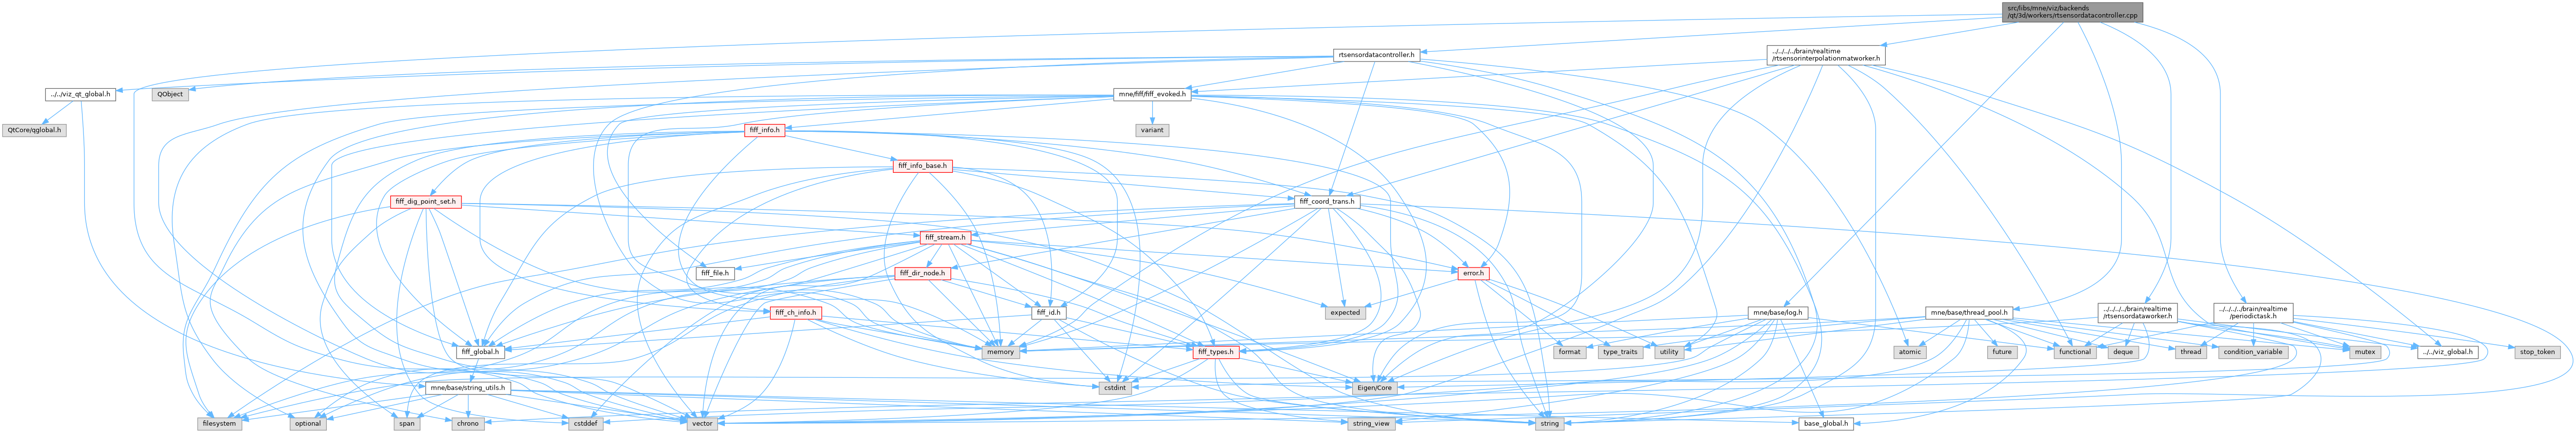 src/libs/mne/viz/backends
/qt/3d/workers/rtsensordatacontroller.cpp
rtsensordatacontroller.h
../../../../brain/realtime
/rtsensorinterpolationmatworker.h
../../viz_qt_global.h
QObject
mne/fiff/fiff_evoked.h
QtCore/qglobal.h
fiff_info.h
variant
fiff_info_base.h
fiff_dig_point_set.h
fiff_coord_trans.h
fiff_stream.h
fiff_file.h
fiff_dir_node.h
error.h
fiff_ch_info.h
fiff_id.h
expected
mne/base/log.h
mne/base/thread_pool.h
../../../../brain/realtime
/rtsensordataworker.h
../../../../brain/realtime
/periodictask.h
fiff_global.h
memory
fiff_types.h
format
type_traits
utility
atomic
future
functional
deque
thread
condition_variable
mutex
../../viz_global.h
stop_token
mne/base/string_utils.h
cstdint
Eigen/Core
filesystem
optional
span
chrono
cstddef
vector
string_view
string
base_global.h